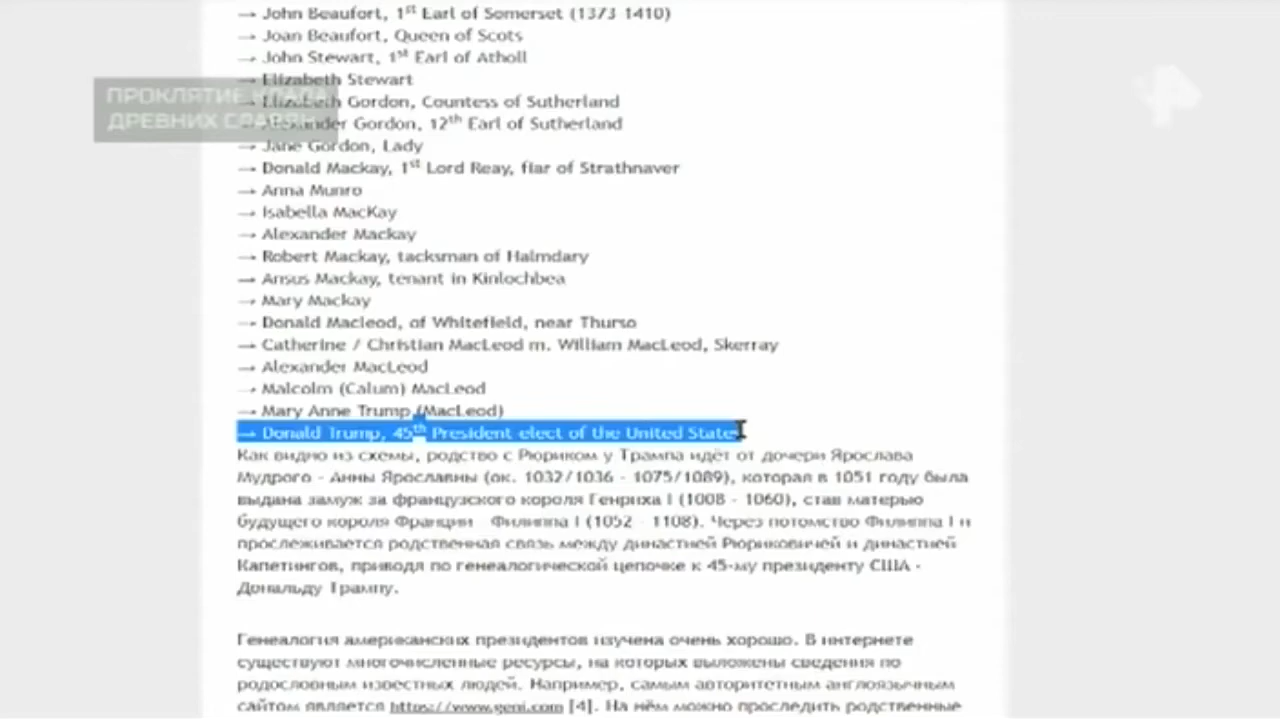 → John Beaufort, 1st Earl of Somerset (1373-1410)
→ Joan Beaufort, Queen of Scots
→ John Stewart, 1st Earl of Atholl
→ Elizabeth Stewart
ПРОКЛЯТИЕ КЛАДА
ДРЕВНИХ СЛАВЯН
→ Elizabeth Gordon, Countess of Sutherland
→ Alexander Gordon, 12th Earl of Sutherland
→ Jane Gordon, Lady
→ Donald Mackay, 1st Lord Reay, fiar of Strathnaver
→ Anna Munro
→ Isabella MacKay
→ Alexander Mackay
→ Robert Mackay, tacksman of Halmdary
→ Angus Mackay, tenant in Kinlochbea
→ Mary Mackay
→ Donald Macleod, of Whitefield, near Thurso
→ Catherine / Christian MacLeod m. William MacLeod, Skerray
→ Alexander MacLeod
→ Malcolm (Calum) MacLeod
→ Mary Anne Trump (MacLeod)
→ Donald Trump, 45th President elect of the United States
Как видно из схемы, родство с Рюриком у Трампа идёт от дочери Ярослава
Мудрого - Анны Ярославны (ок. 1032/1036 - 1075/1089), которая в 1051 году была
выдана замуж за французского короля Генриха I (1008 - 1060), став матерью
будущего короля Франции - Филиппа I (1052 - 1108). Через потомство Филиппа I и
прослеживается родственная связь между династией Рюриковичей и династией
Капетингов, приводя по генеалогической цепочке к 45-му президенту США -
Дональду Трампу.
Генеалогия американских президентов изучена очень хорошо. В интернете
существуют многочисленные ресурсы, на которых выложены сведения по
родословным известных людей. Например, самым авторитетным англоязычным
сайтом является https://www.geni.com [4]. На нём можно проследить родственные